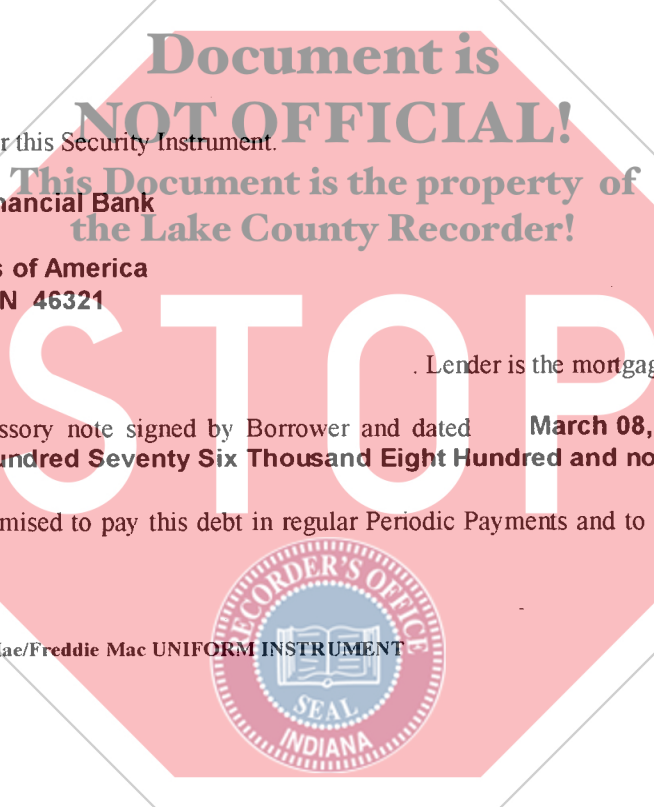 Document is
NOT OFFICIAL!
r this Security Instrument.
This Document is the property of
nancial Bank
the Lake County Recorder!
s of America
N 46321
STOP
. Lender is the mortgag
ssory note signed by Borrower and dated March 08,
undred Seventy Six Thousand Eight Hundred and no
mised to pay this debt in regular Periodic Payments and to
RECORDER'S OFFICE
ae/Freddie Mac UNIFORM INSTRUMENT
SEAL
INDIANA